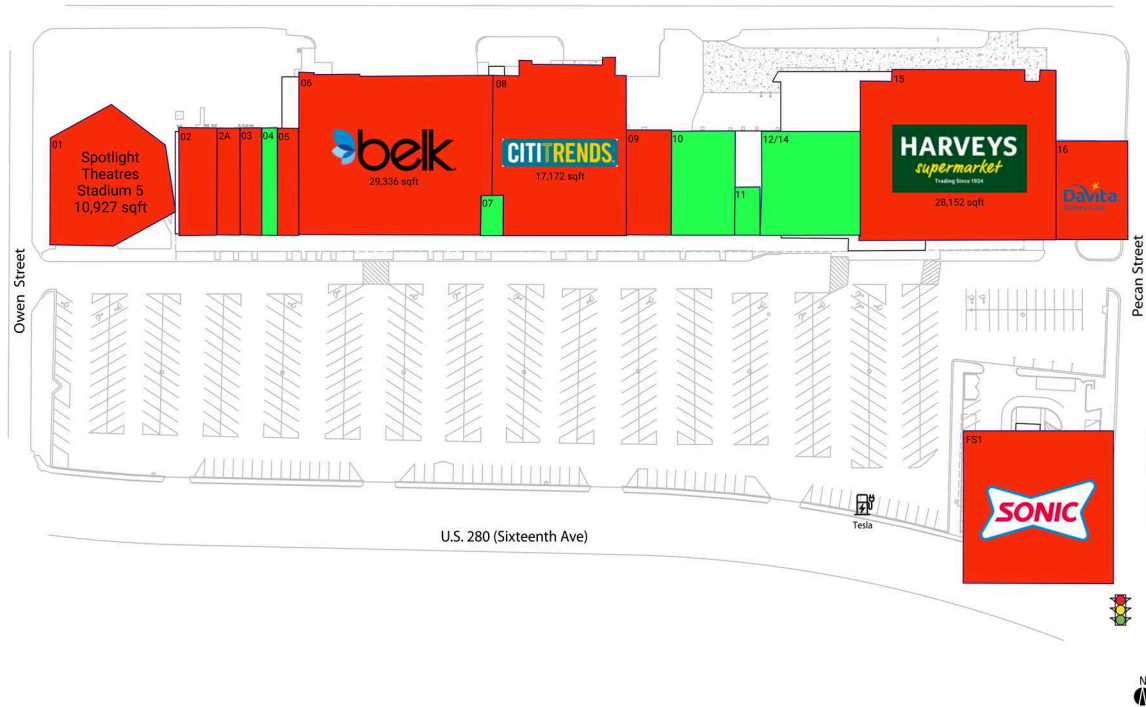 01
Spotlight
Theatres
Stadium 5
10,927 sqft
02
2A
03
04
05
06
belk
29,336 sqft
07
08
CITITRENDS
17,172 sqft
09
10
11
12/14
15
HARVEYS
supermarket
Trading Since 1924
28,152 sqft
16
DaVita
Kidney Care
Owen Street
Pecan Street
FS1
SONIC
Tesla
U.S. 280 (Sixteenth Ave)
N